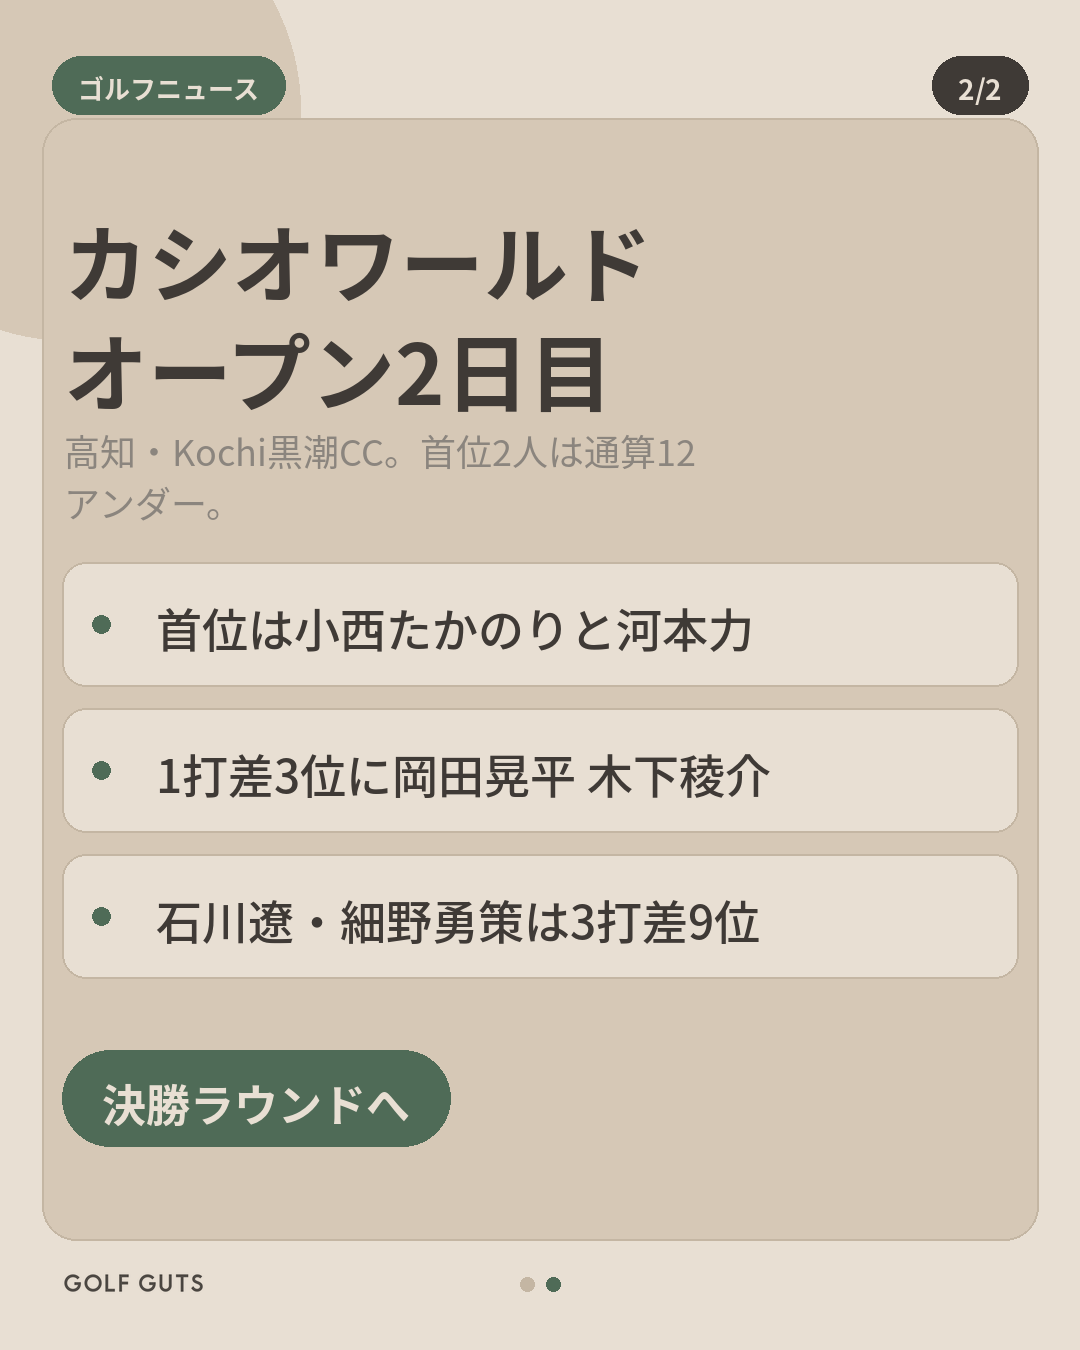 ゴルフニュース
2/2
カシオワールド
オープン2日目
高知・Kochi黒潮CC。首位2人は通算12
アンダー。
首位は小西たかのりと河本力
1打差3位に岡田晃平 木下稜介
石川遼・細野勇策は3打差9位
決勝ラウンドへ
GOLF GUTS